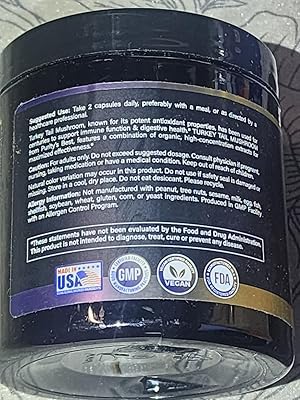 Suggested Use: Take 2 capsules daily, preferably with a meal, or as directed by a
healthcare professional.
Turkey Tail Mushroom, known for its potent antioxidant properties, has been used for
centuries to support immune function & digestive health.* TURKEY TAIL MUSHROOM
from Purity's Best, features a combination of organic, high-concentration extracts for
maximized effectiveness.*
Caution: For adults only. Do not exceed suggested dosage. Consult physician if pregnant,
nursing, taking medication or have a medical condition. Keep out of reach of children.
Natural color variation may occur in this product. Do not use if safety seal is damaged or
missing. Store in a cool, dry place. Do not eat desiccant. Please recycle.
Allergy Information: Not manufactured with peanut, tree nuts, sesame, milk, egg, fish,
shellfish, soybeans, wheat, gluten, corn, or yeast ingredients. Produced in GMP Facility
with an Allergen Control Program.
*These statements have not been evaluated by the Food and Drug Administration.
This product is not intended to diagnose, treat, cure or prevent any disease.
MADE IN
USA
GMP
VEGAN
FDA